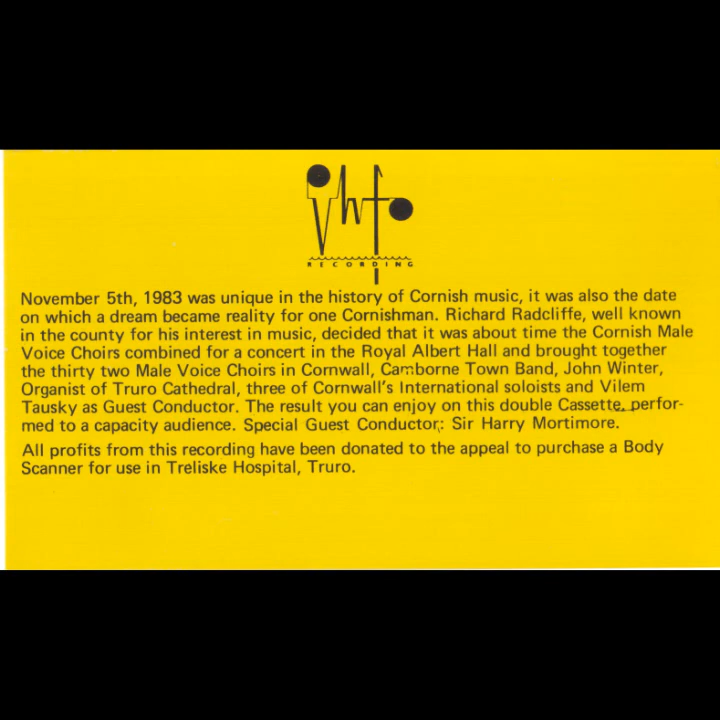 vhf
RECORDING
November 5th, 1983 was unique in the history of Cornish music, it was also the date
on which a dream became reality for one Cornishman. Richard Radcliffe, well known
in the county for his interest in music, decided that it was about time the Cornish Male
Voice Choirs combined for a concert in the Royal Albert Hall and brought together
the thirty two Male Voice Choirs in Cornwall, Camborne Town Band, John Winter,
Organist of Truro Cathedral, three of Cornwall's International soloists and Vilem
Tausky as Guest Conductor. The result you can enjoy on this double Cassette, perfor-
med to a capacity audience. Special Guest Conductor: Sir Harry Mortimore.
All profits from this recording have been donated to the appeal to purchase a Body
Scanner for use in Treliske Hospital, Truro.